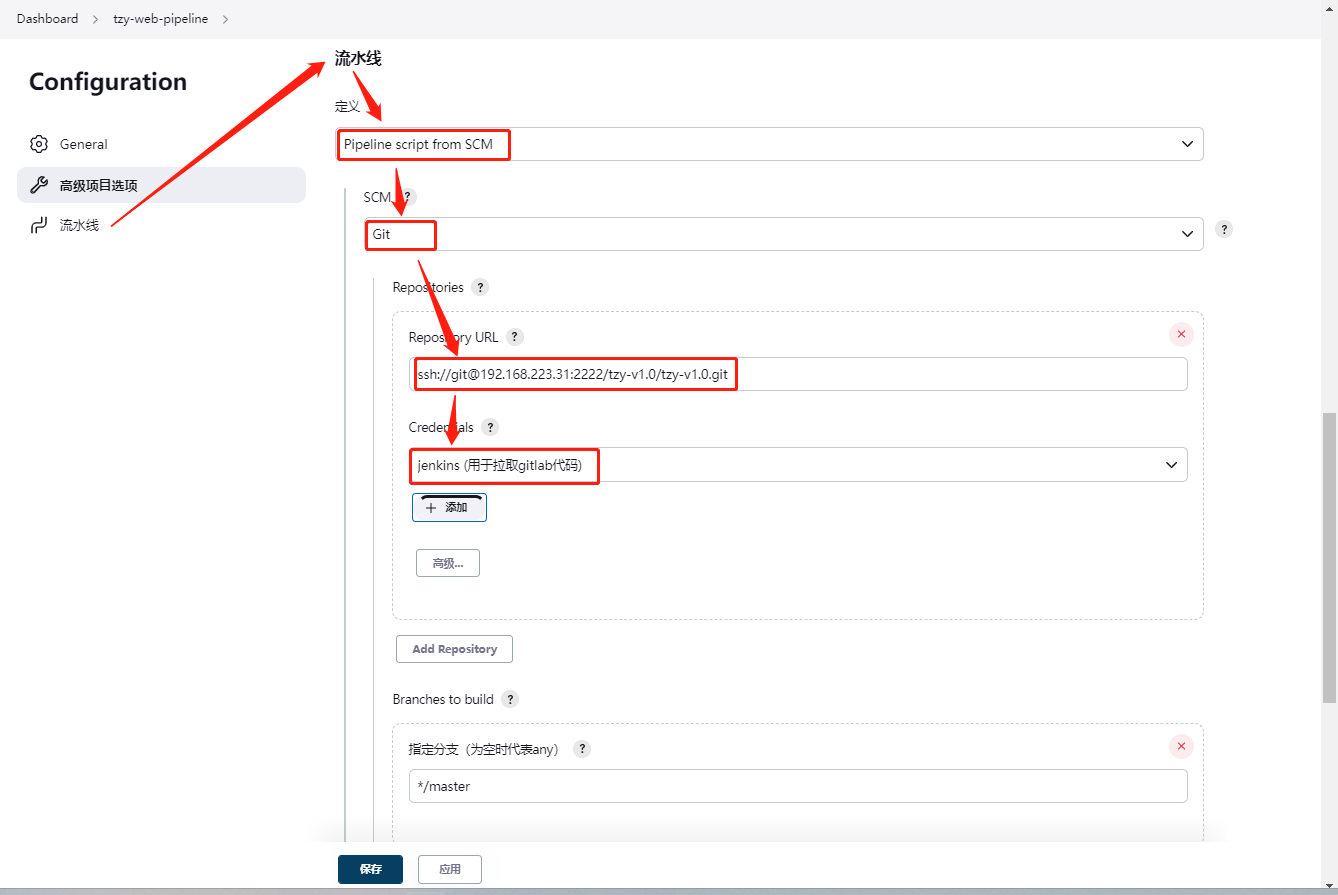 Dashboard > tzy-web-pipeline >
Configuration
General
高级项目选项
流水线
流水线
定义
Pipeline script from SCM
SCM ?
Git
?
Repositories ?
Repository URL ?
ssh://git@192.168.223.31:2222/tzy-v1.0/tzy-v1.0.git
Credentials ?
jenkins (用于拉取gitlab代码)
+ 添加
高级...
Add Repository
Branches to build ?
指定分支（为空时代表any） ?
*/master
保存 应用